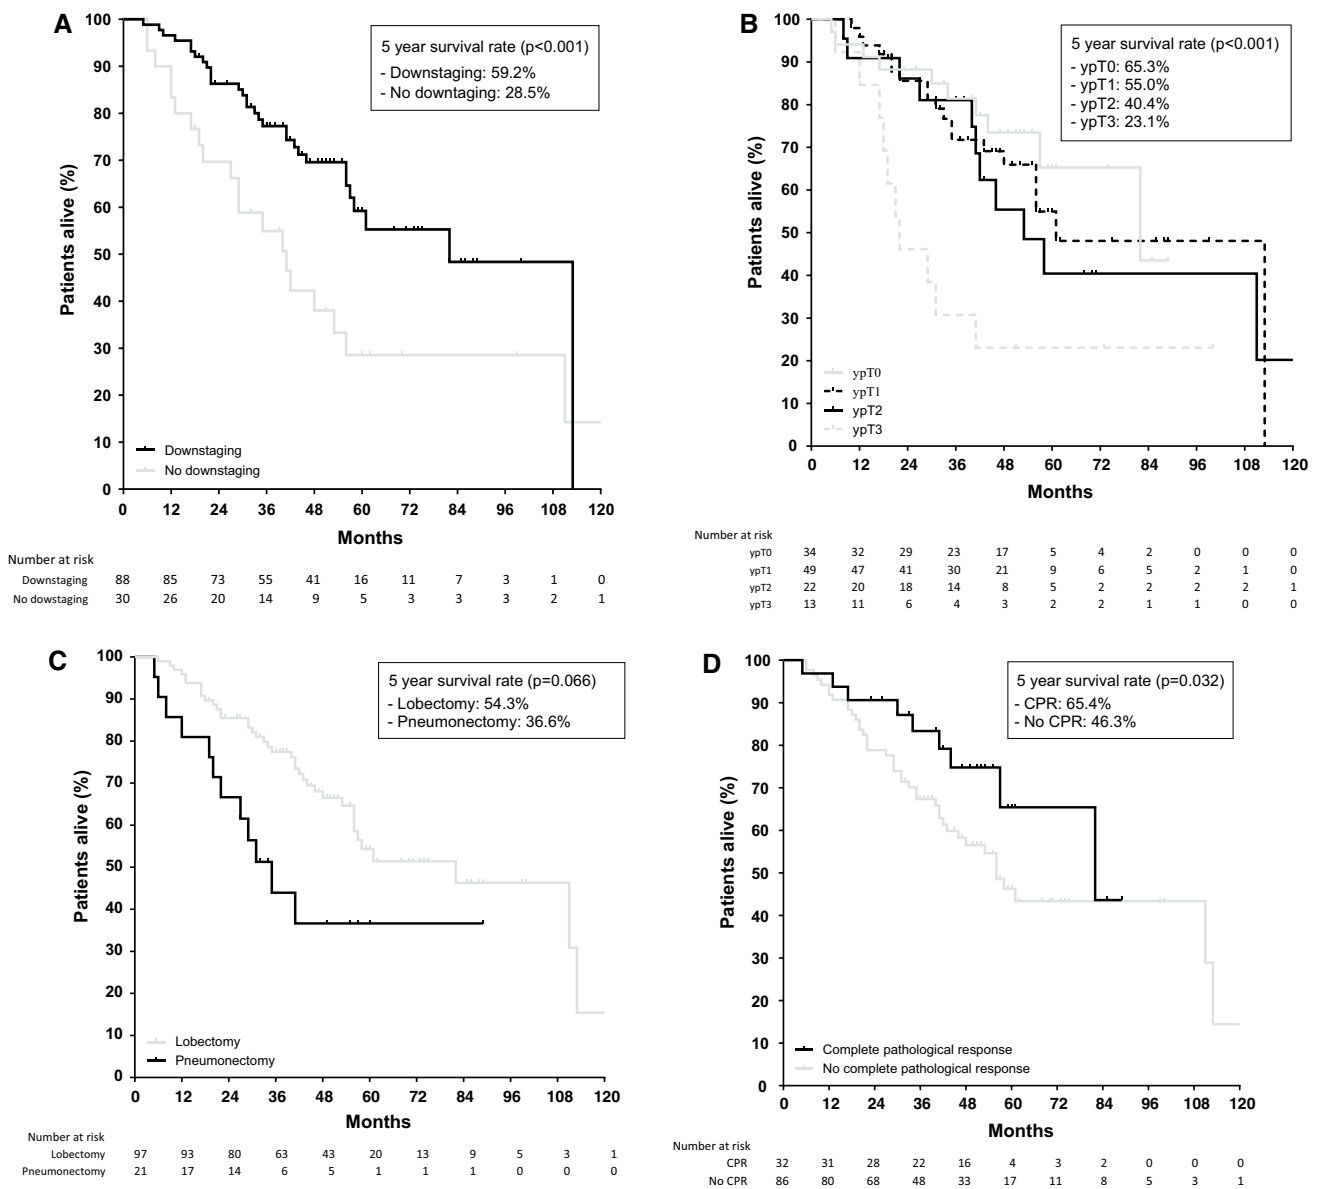 A
100
90
80
70
60
50
40
30
20
10
0
Patients alive (%)
5 year survival rate (p<0.001)
- Downstaging: 59.2%
- No downtaging: 28.5%
Downstaging
No downstaging
0 12 24 36 48 60 72 84 96 108 120
Months
Number at risk
Downstaging 88 85 73 55 41 16 11 7 3 1 0
No dowstaging 30 26 20 14 9 5 3 3 3 2 1
B
100
90
80
70
60
50
40
30
20
10
0
Patients alive (%)
5 year survival rate (p<0.001)
- ypT0: 65.3%
- ypT1: 55.0%
- ypT2: 40.4%
- ypT3: 23.1%
ypT0
ypT1
ypT2
ypT3
0 12 24 36 48 60 72 84 96 108 120
Months
Number at risk
ypT0 34 32 29 23 17 5 4 2 0 0 0
ypT1 49 47 41 30 21 9 6 5 2 1 0
ypT2 22 20 18 14 8 5 2 2 2 2 1
ypT3 13 11 6 4 3 2 2 1 1 0 0
C
100
90
80
70
60
50
40
30
20
10
0
Patients alive (%)
5 year survival rate (p=0.066)
- Lobectomy: 54.3%
- Pneumonectomy: 36.6%
Lobectomy
Pneumonectomy
0 12 24 36 48 60 72 84 96 108 120
Months
Number at risk
Lobectomy 97 93 80 63 43 20 13 9 5 3 1
Pneumonectomy 21 17 14 6 5 1 1 1 0 0 0
D
100
90
80
70
60
50
40
30
20
10
0
Patients alive (%)
5 year survival rate (p=0.032)
- CPR: 65.4%
- No CPR: 46.3%
Complete pathological response
No complete pathological response
0 12 24 36 48 60 72 84 96 108 120
Months
Number at risk
CPR 32 31 28 22 16 4 3 2 0 0 0
No CPR 86 80 68 48 33 17 11 8 5 3 1